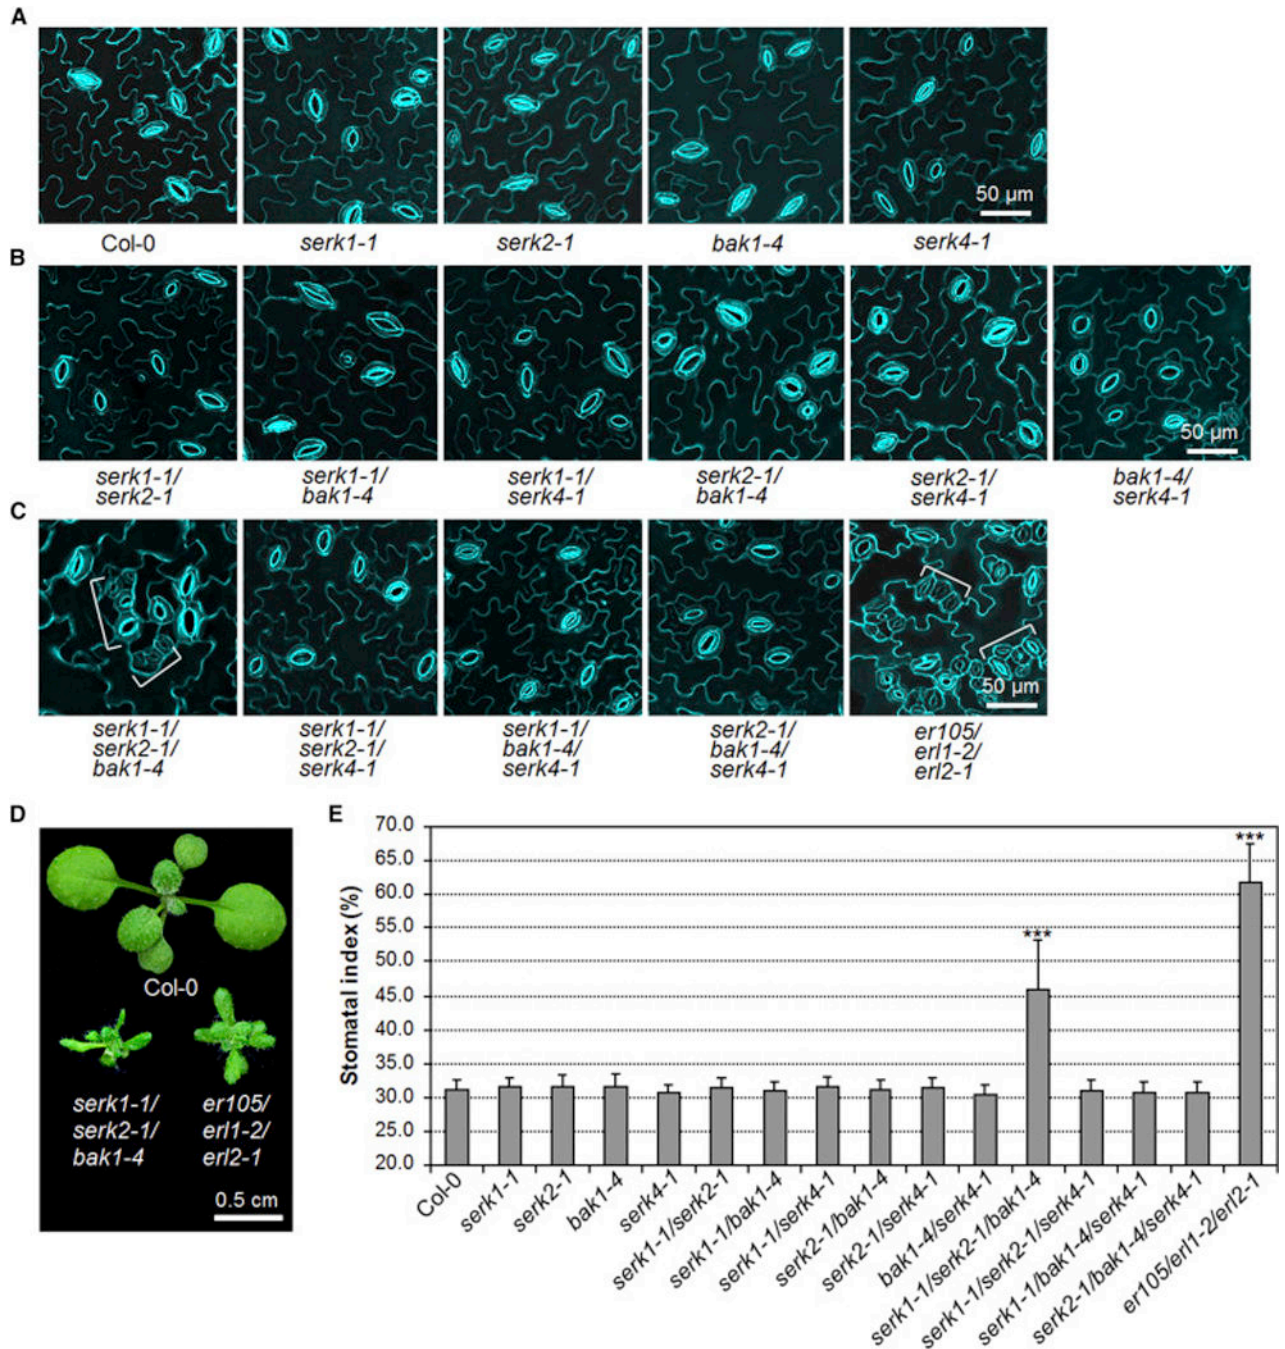 A
Col-0
serk1-1
serk2-1
bak1-4
serk4-1
50 µm
B
serk1-1/
serk2-1
serk1-1/
bak1-4
serk1-1/
serk4-1
serk2-1/
bak1-4
serk2-1/
serk4-1
bak1-4/
serk4-1
50 µm
C
serk1-1/
serk2-1/
bak1-4
serk1-1/
serk2-1/
serk4-1
serk1-1/
bak1-4/
serk4-1
serk2-1/
bak1-4/
serk4-1
er105/
erl1-2/
erl2-1
50 µm
D
Col-0
serk1-1/
serk2-1/
bak1-4
er105/
erl1-2/
erl2-1
0.5 cm
E
Stomatal index (%)
70.0
65.0
60.0
55.0
50.0
45.0
40.0
35.0
30.0
25.0
20.0
***
***
Col-0
serk1-1
serk2-1
bak1-4
serk4-1
serk1-1/serk2-1
serk1-1/bak1-4
serk1-1/serk4-1
serk2-1/bak1-4
serk2-1/serk4-1
bak1-4/serk4-1
serk1-1/serk2-1/bak1-4
serk1-1/serk2-1/serk4-1
serk1-1/bak1-4/serk4-1
serk2-1/bak1-4/serk4-1
er105/erl1-2/erl2-1